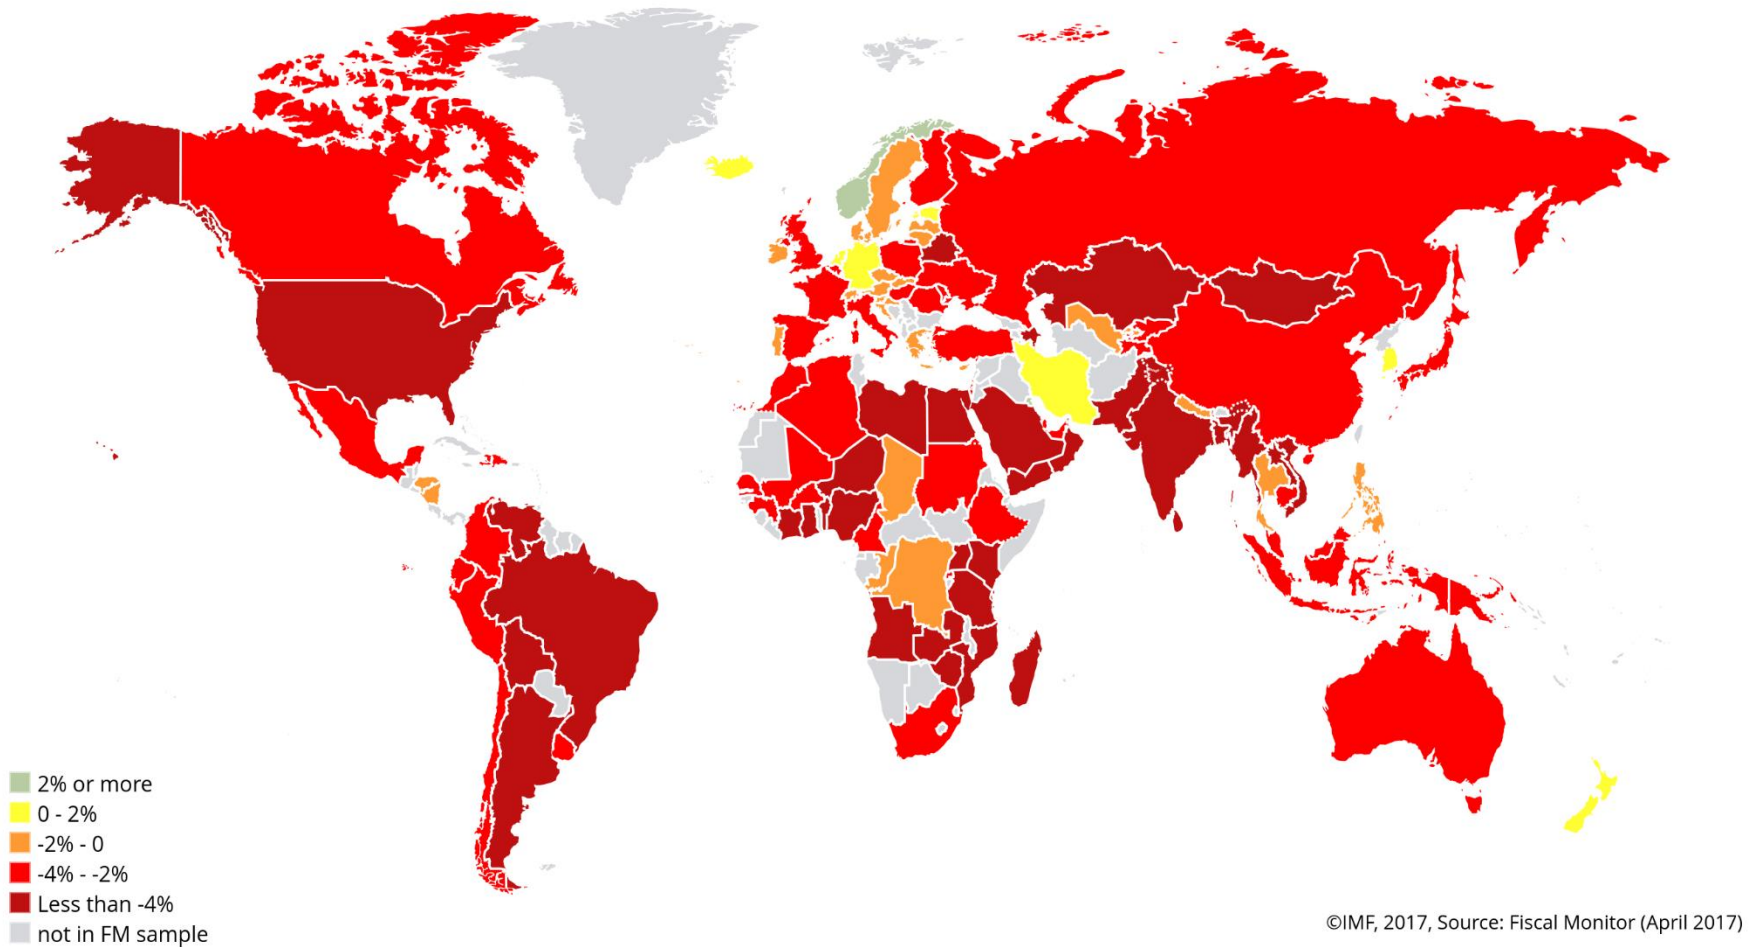 2% or more
0 - 2%
-2% - 0
-4% - -2%
Less than -4%
not in FM sample
©IMF, 2017, Source: Fiscal Monitor (April 2017)